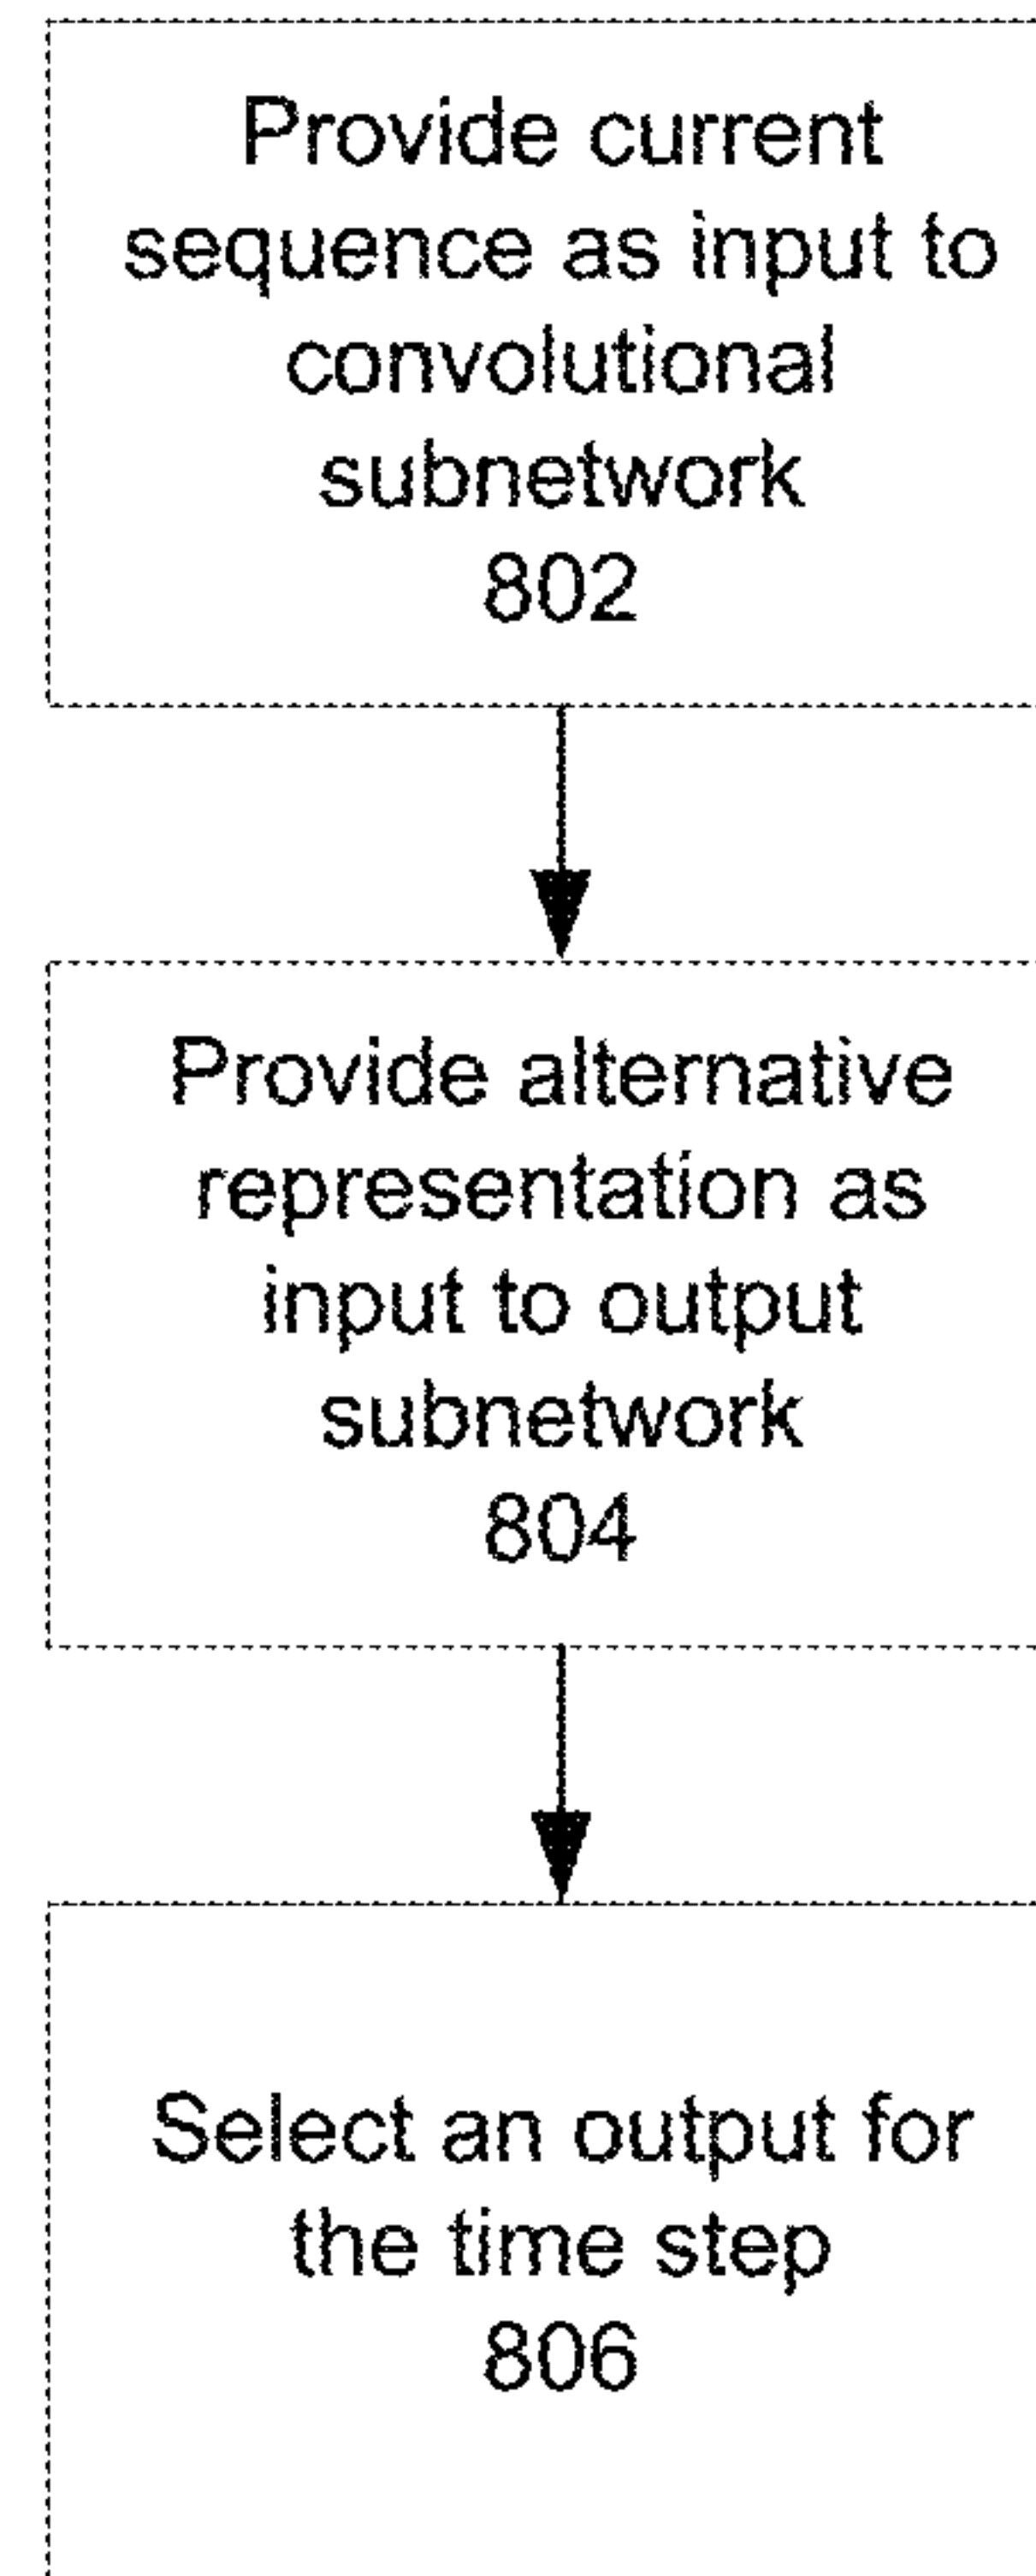 Provide current
sequence as input to
convolutional
subnetwork
802
Provide alternative
representation as
input to output
subnetwork
804
Select an output for
the time step
806